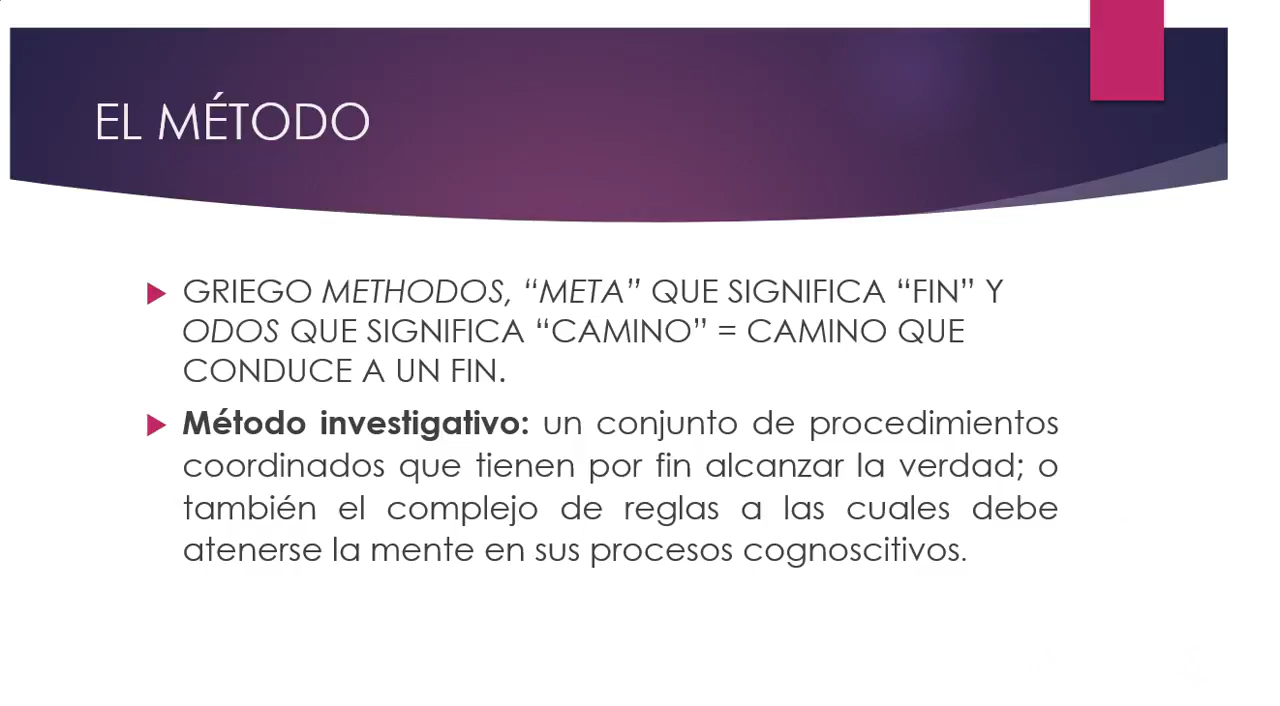 EL MÉTODO
GRIEGO METHODOS, “META” QUE SIGNIFICA “FIN” Y
ODOS QUE SIGNIFICA “CAMINO” = CAMINO QUE
CONDUCE A UN FIN.
Método investigativo: un conjunto de procedimientos
coordinados que tienen por fin alcanzar la verdad; o
también el complejo de reglas a las cuales debe
atenerse la mente en sus procesos cognoscitivos.